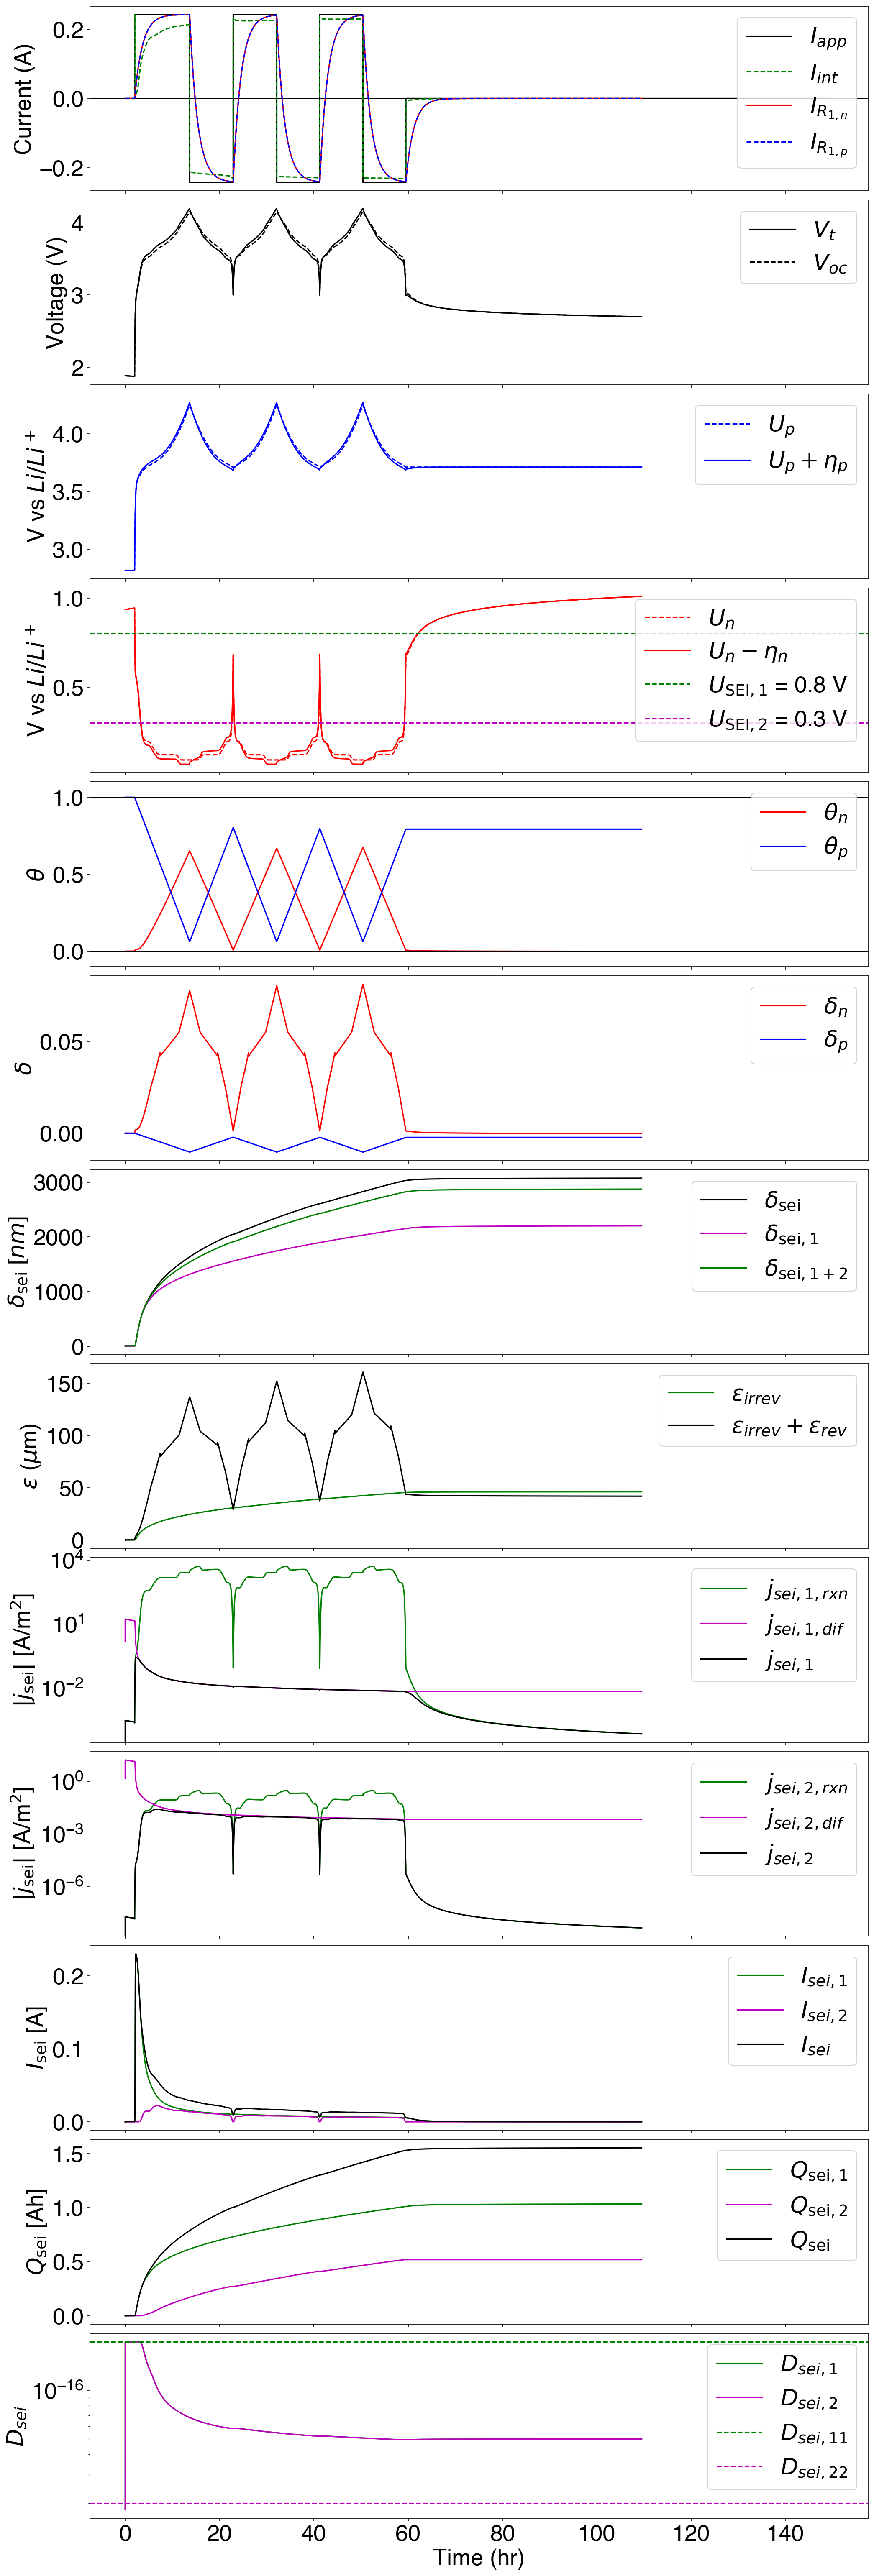 Current (A)
0.2
0.0
−0.2
I_app
I_int
I_R1,n
I_R1,p
Voltage (V)
4
3
2
V_t
V_oc
V vs Li/Li+
4.0
3.5
3.0
U_p
U_p + η_p
V vs Li/Li+
1.0
0.5
U_n
U_n − η_n
U_SEI, 1 = 0.8 V
U_SEI, 2 = 0.3 V
θ
1.0
0.5
0.0
θ_n
θ_p
δ
0.05
0.00
δ_n
δ_p
δ_sei [nm]
3000
2000
1000
0
δ_sei
δ_sei, 1
δ_sei, 1 + 2
ε (μm)
150
100
50
0
ε_irrev
ε_irrev + ε_rev
|j_sei| [A/m²]
10⁴
10¹
10⁻²
j_sei, 1, rxn
j_sei, 1, dif
j_sei, 1
|j_sei| [A/m²]
10⁰
10⁻³
10⁻⁶
j_sei, 2, rxn
j_sei, 2, dif
j_sei, 2
I_sei [A]
0.2
0.1
0.0
I_sei, 1
I_sei, 2
I_sei
Q_sei [Ah]
1.5
1.0
0.5
0.0
Q_sei, 1
Q_sei, 2
Q_sei
D_sei
10⁻¹⁶
D_sei, 1
D_sei, 2
D_sei, 11
D_sei, 22
0 20 40 60 80 100 120 140
Time (hr)